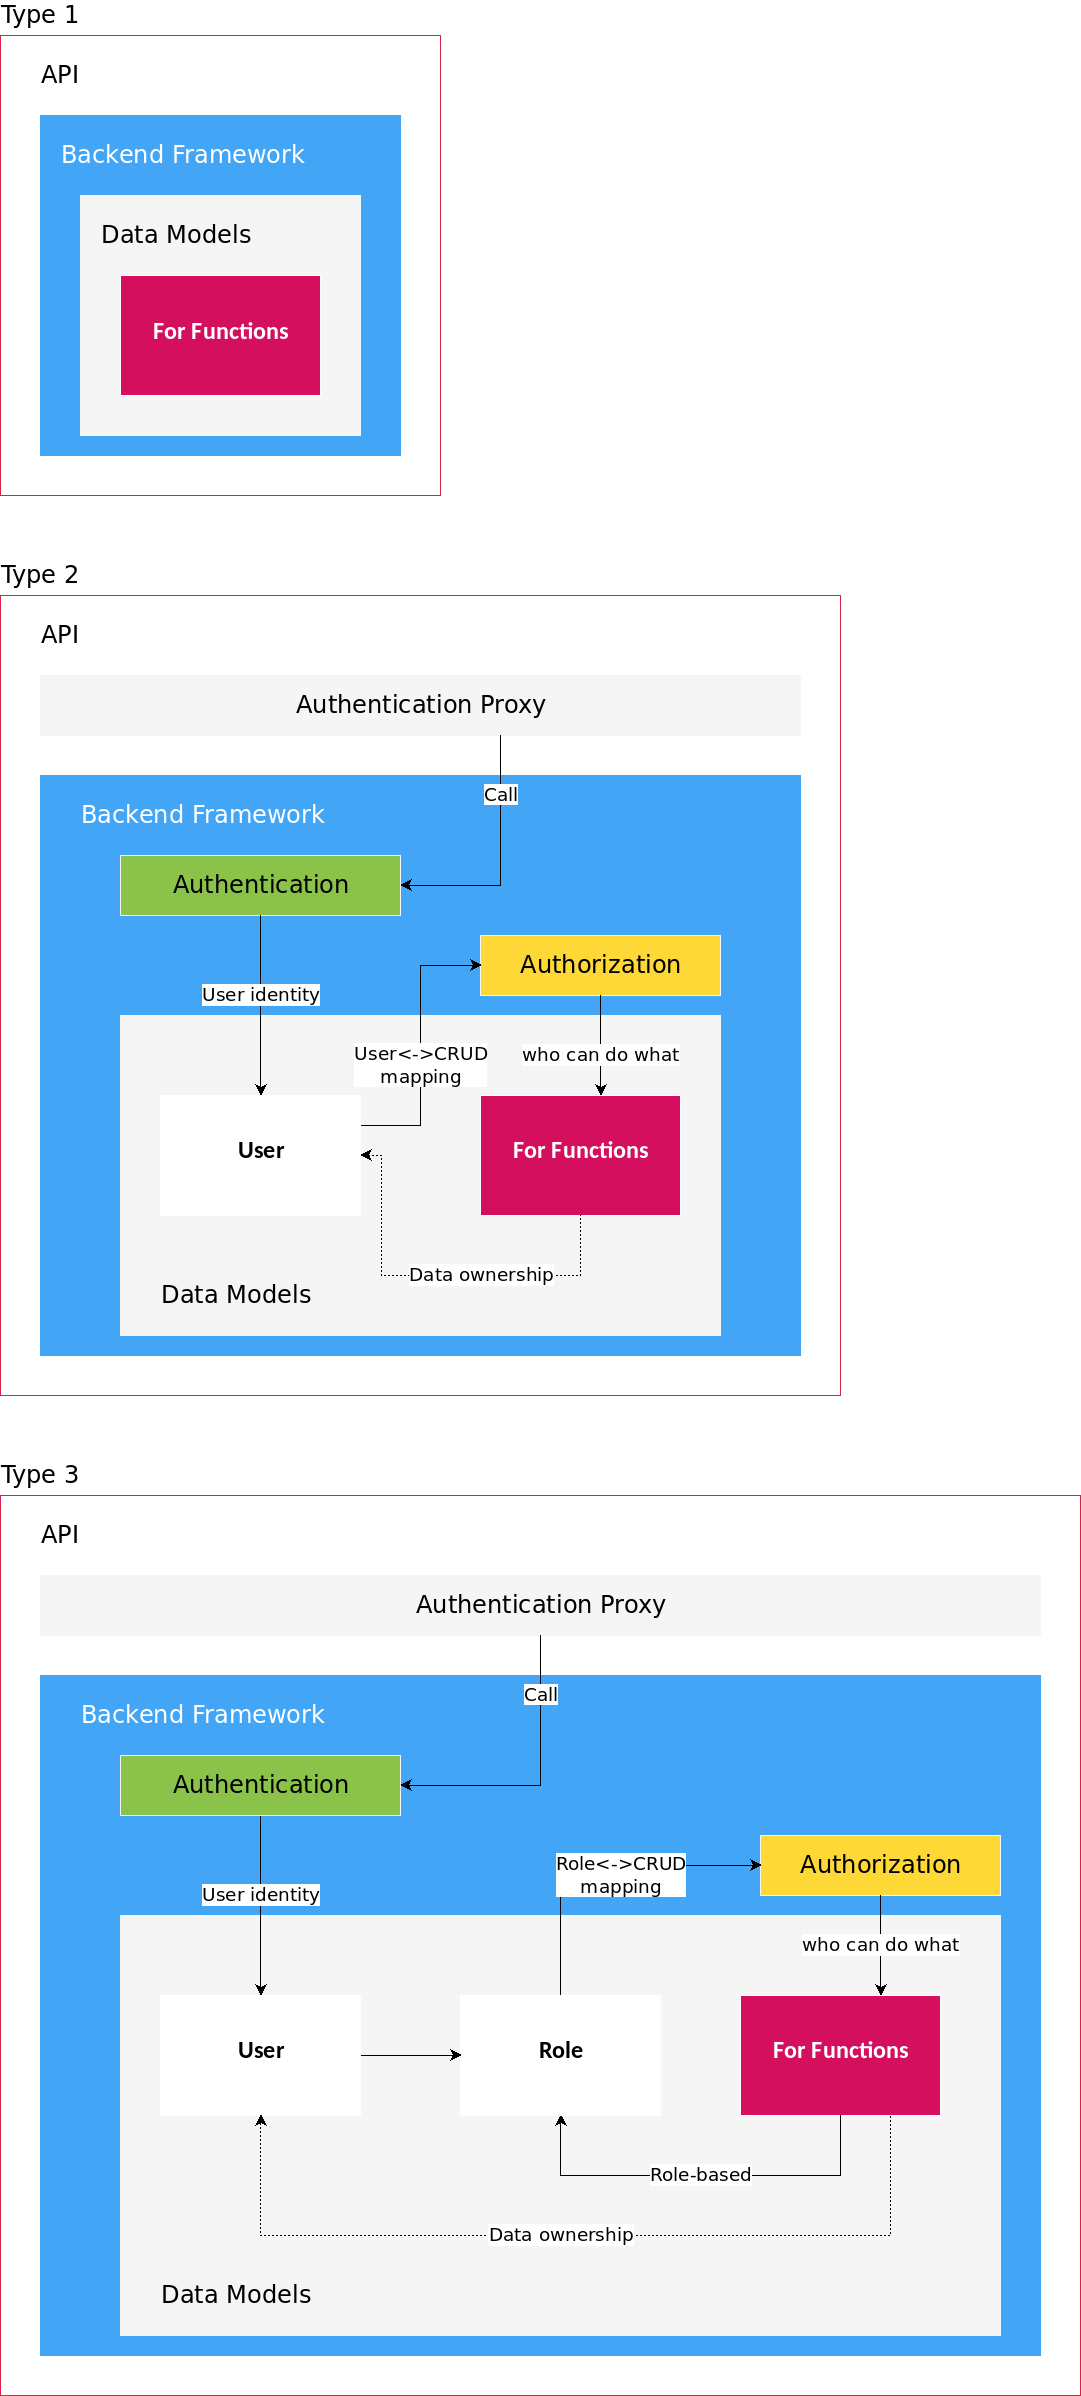 Type 1
API
Backend Framework
Data Models
For Functions
Type 2
API
Authentication Proxy
Call
Backend Framework
Authentication
Authorization
User identity
User<->CRUD
mapping
who can do what
User
For Functions
Data ownership
Data Models
Type 3
API
Authentication Proxy
Call
Backend Framework
Authentication
Role<->CRUD
mapping
Authorization
User identity
who can do what
User
Role
For Functions
Role-based
Data ownership
Data Models